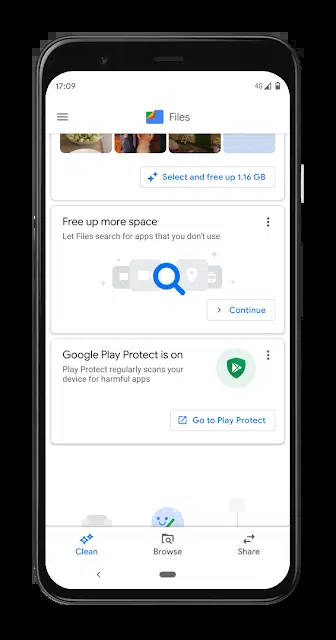 17:09
4G
Files
Select and free up 1.16 GB
Free up more space
Let Files search for apps that you don't use
Continue
Google Play Protect is on
Play Protect regularly scans your
device for harmful apps
Go to Play Protect
Clean
Browse
Share